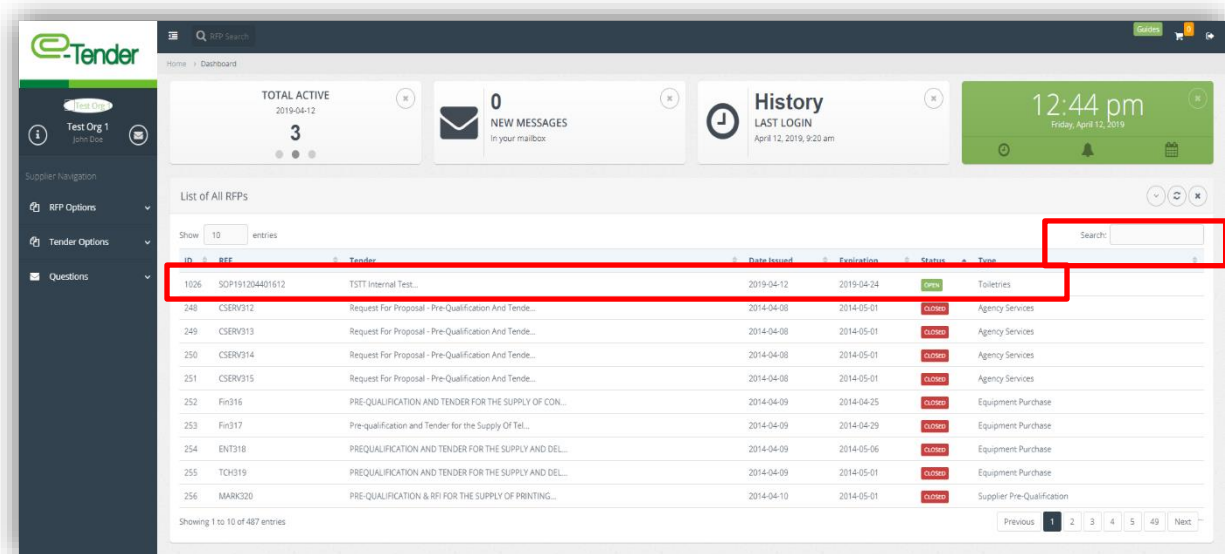 e-Tender
RFP Search
Guides
0
Home > Dashboard
Test Org 1
Test Org 1
John Doe
Supplier Navigation
RFP Options
Tender Options
Questions
TOTAL ACTIVE
2019-04-12
3
0
NEW MESSAGES
In your mailbox
History
LAST LOGIN
April 12, 2019, 9:20 am
12:44 pm
Friday, April 12, 2019
List of All RFPs
Show 10 entries
Search:
ID RFF Tender Date Issued Expiration Status Type
1026 SOP191204401612 TSTT Internal Test... 2019-04-12 2019-04-24 OPEN Toiletries
248 CSERV312 Request For Proposal - Pre-Qualification And Tende... 2014-04-08 2014-05-01 CLOSED Agency Services
249 CSERV313 Request For Proposal - Pre-Qualification And Tende... 2014-04-08 2014-05-01 CLOSED Agency Services
250 CSERV314 Request For Proposal - Pre-Qualification And Tende... 2014-04-08 2014-05-01 CLOSED Agency Services
251 CSERV315 Request For Proposal - Pre-Qualification And Tende... 2014-04-08 2014-05-01 CLOSED Agency Services
252 Fin316 PRE-QUALIFICATION AND TENDER FOR THE SUPPLY OF CON... 2014-04-09 2014-04-25 CLOSED Equipment Purchase
253 Fin317 Pre-qualification and Tender for the Supply Of Tel... 2014-04-09 2014-04-29 CLOSED Equipment Purchase
254 ENT318 PREQUALIFICATION AND TENDER FOR THE SUPPLY AND DEL... 2014-04-09 2014-05-06 CLOSED Equipment Purchase
255 TCH319 PREQUALIFICATION AND TENDER FOR THE SUPPLY AND DEL... 2014-04-09 2014-05-01 CLOSED Equipment Purchase
256 MARK320 PRE-QUALIFICATION & RFI FOR THE SUPPLY OF PRINTING... 2014-04-10 2014-05-01 CLOSED Supplier Pre-Qualification
Showing 1 to 10 of 487 entries
Previous 1 2 3 4 5 49 Next